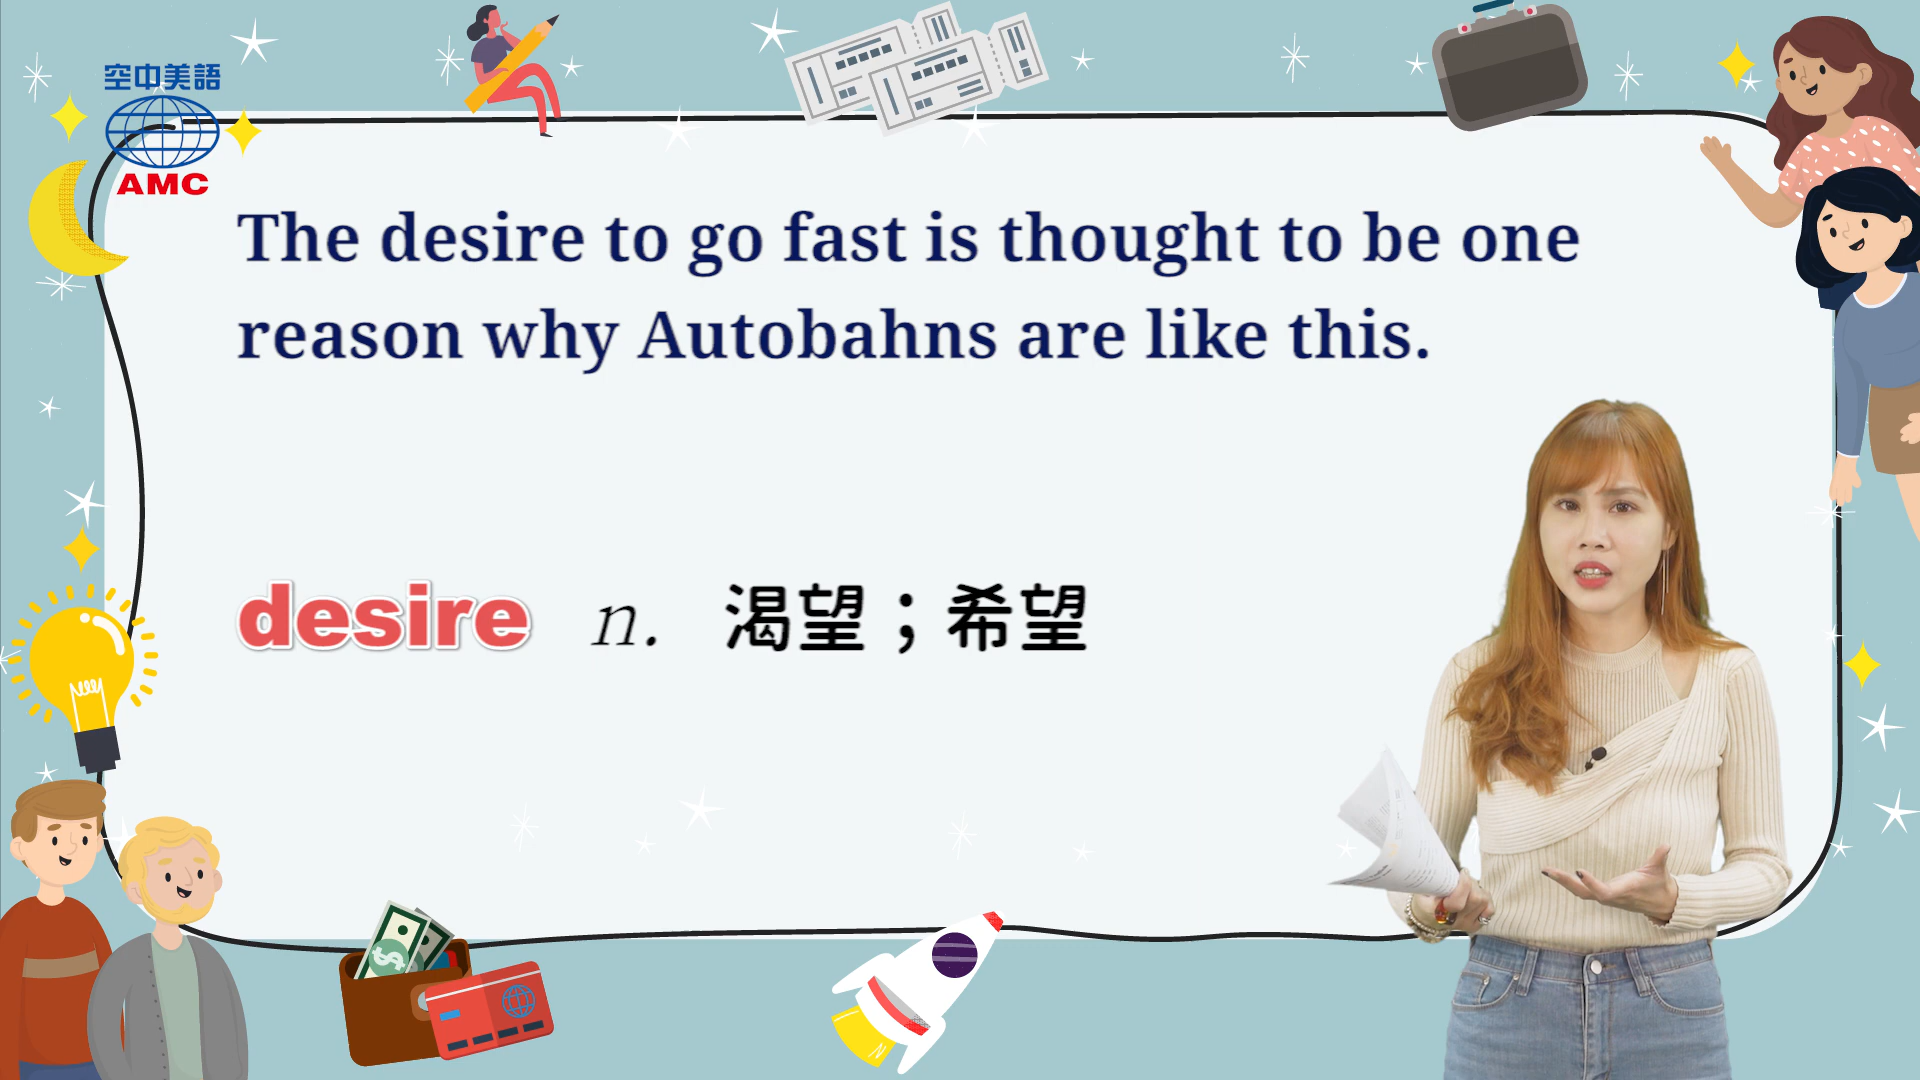 空中美語
AMC
The desire to go fast is thought to be one
reason why Autobahns are like this.
desire n. 渴望；希望